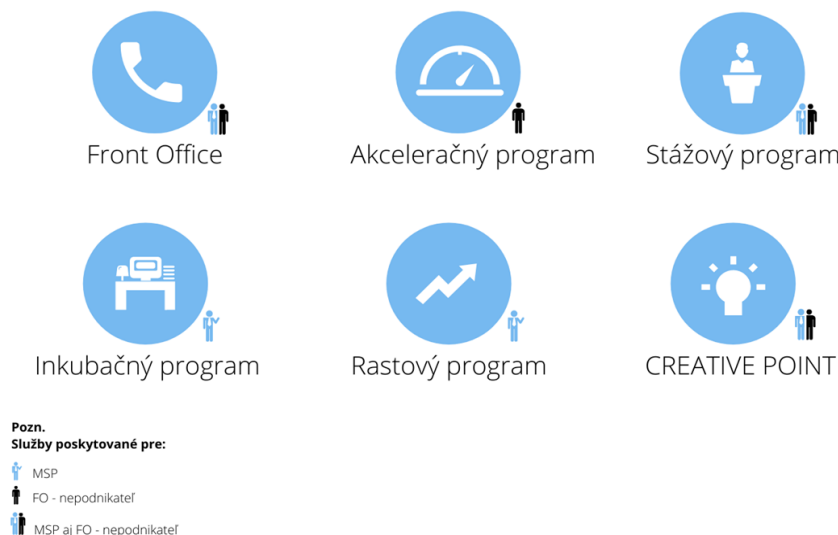 Front Office
Akceleračný program
Stážový program
Inkubačný program
Rastový program
CREATIVE POINT
Pozn.
Služby poskytované pre:
MSP
FO - nepodnikateľ
MSP aj FO - nepodnikateľ